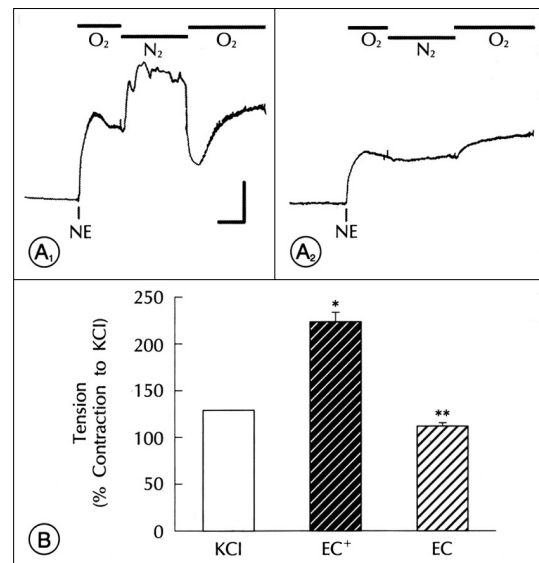 O₂ O₂
N₂
NE
A₁
O₂ O₂
N₂
NE
A₂
Tension
(% Contraction to KCl)
250
200
150
100
50
0
*
**
KCl EC⁺ EC
B